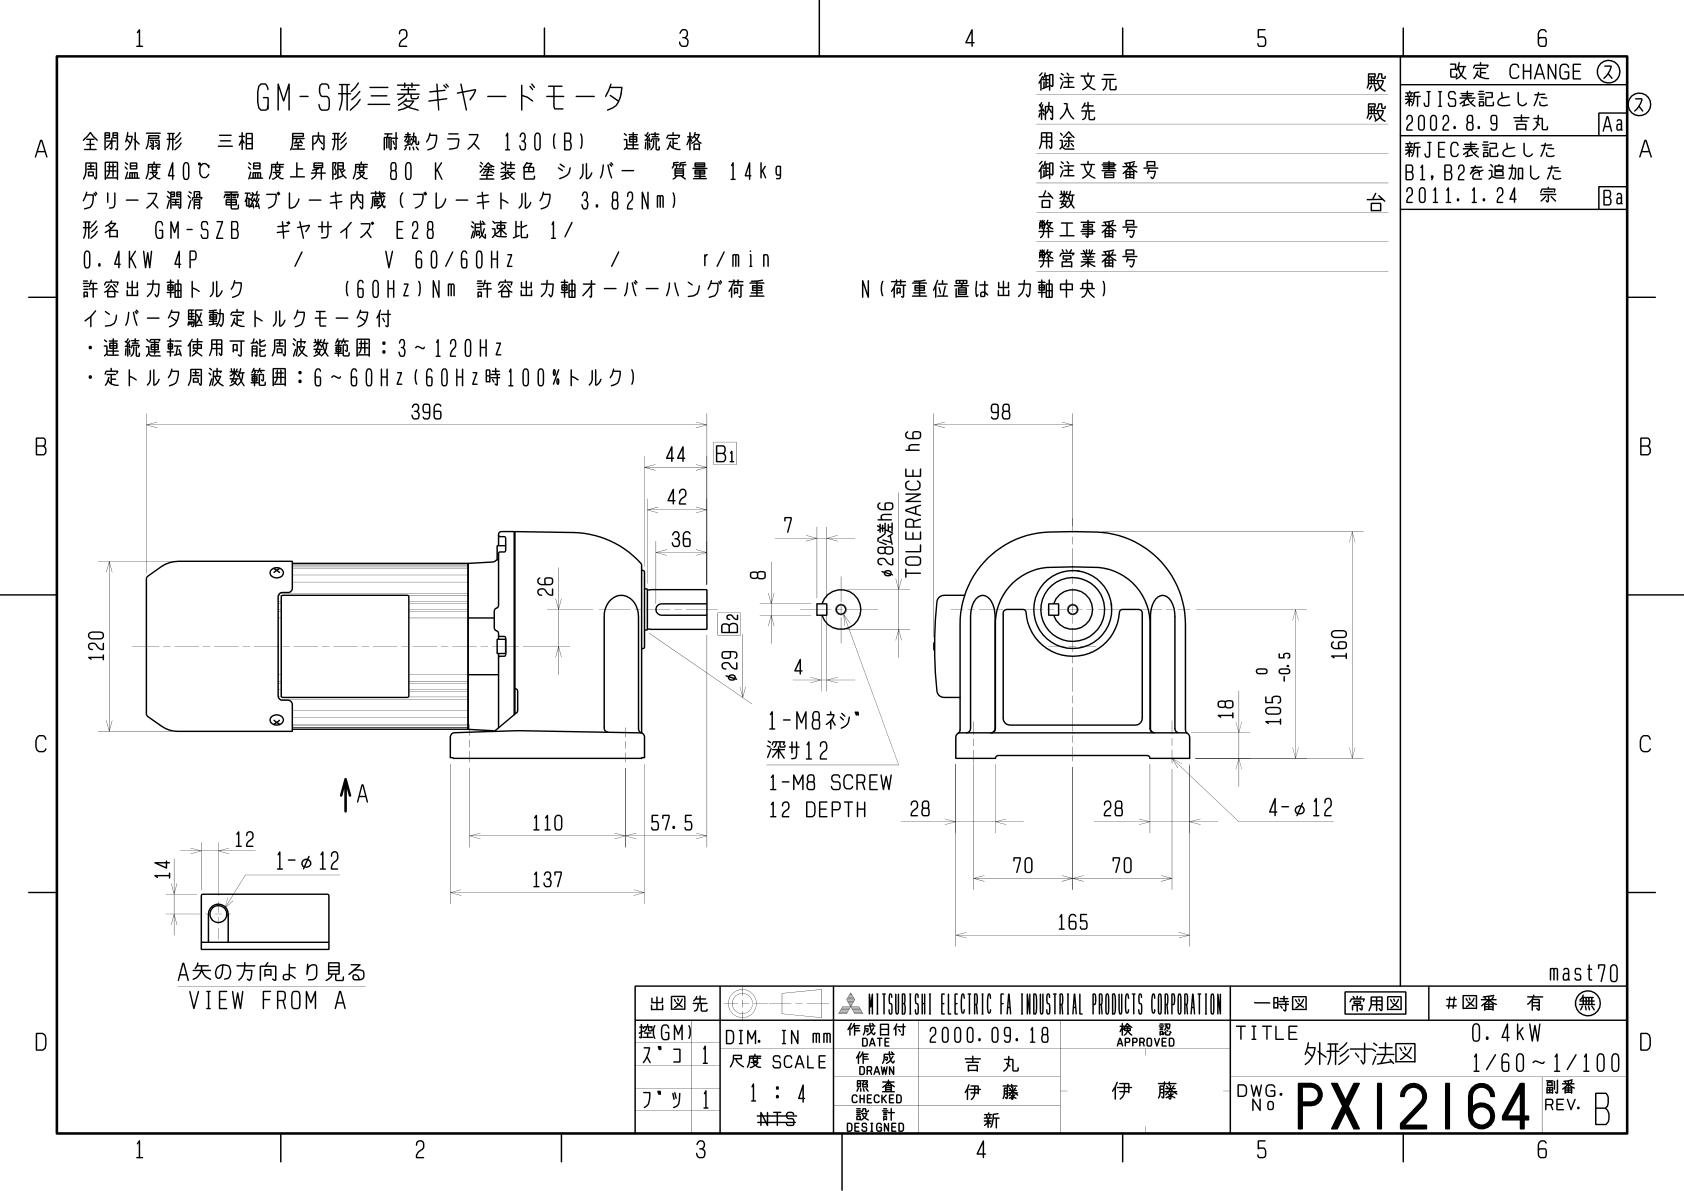 1 2 3 4 5 6
A
B
C
D
GM-S形三菱ギヤードモータ
全閉外扇形 三相 屋内形 耐熱クラス 130(B) 連続定格
周囲温度40℃ 温度上昇限度 80 K 塗装色 シルバー 質量 14kg
グリース潤滑 電磁ブレーキ内蔵(ブレーキトルク 3.82Nm)
形名 GM-SZB ギヤサイズ E28 減速比 1/
0.4KW 4P / V 60/60Hz / r/min
許容出力軸トルク (60Hz)Nm 許容出力軸オーバーハング荷重 N(荷重位置は出力軸中央)
インバータ駆動定トルクモータ付
・連続運転使用可能周波数範囲:3~120Hz
・定トルク周波数範囲:6~60Hz(60Hz時100%トルク)
御注文元 殿
納入先 殿
用途
御注文書番号
台数 台
弊工事番号
弊営業番号
改定 CHANGE ㋜
新JIS表記とした
2002.8.9 吉丸 Aa
新JEC表記とした
B1,B2を追加した
2011.1.24 宗 Ba
㋜
A
B
C
D
396
44 B1
42
36
26
120
B2
φ29
110
57.5
137
A
7
8
4
φ28公差h6
TOLERANCE h6
1-M8ネジ
深サ12
1-M8 SCREW
12 DEPTH
98
160
105 0 -0.5
18
28
28
4-φ12
70
70
165
12
14
1-φ12
A矢の方向より見る
VIEW FROM A
mast70
出図先
控(GM)
ズコ 1
ブツ 1
DIM. IN mm
尺度 SCALE
1 : 4
NTS
MITSUBISHI ELECTRIC FA INDUSTRIAL PRODUCTS CORPORATION
作成日付
DATE
2000.09.18
検 認
APPROVED
作 成
DRAWN
吉 丸
照 査
CHECKED
伊 藤
伊 藤
設 計
DESIGNED
新
一時図 常用図 #図番 有 無
TITLE
外形寸法図
0.4kW
1/60~1/100
DWG.
No
PX12164
副番
REV.
B
1 2 3 4 5 6